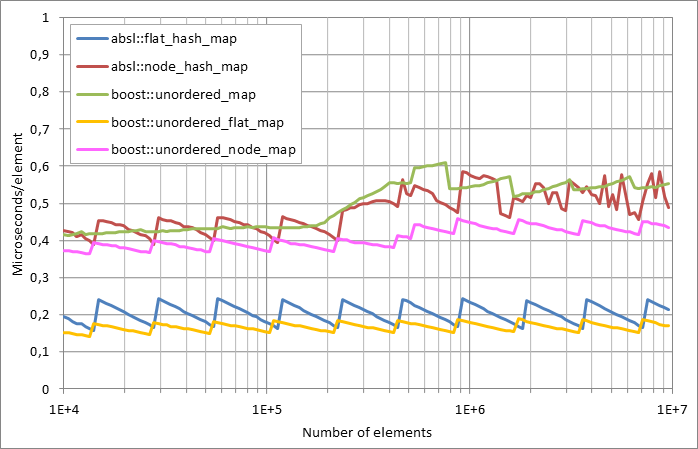 1
0,9
0,8
0,7
0,6
0,5
0,4
0,3
0,2
0,1
0
Microseconds/element
absl::flat_hash_map
absl::node_hash_map
boost::unordered_map
boost::unordered_flat_map
boost::unordered_node_map
1E+4
1E+5
1E+6
1E+7
Number of elements